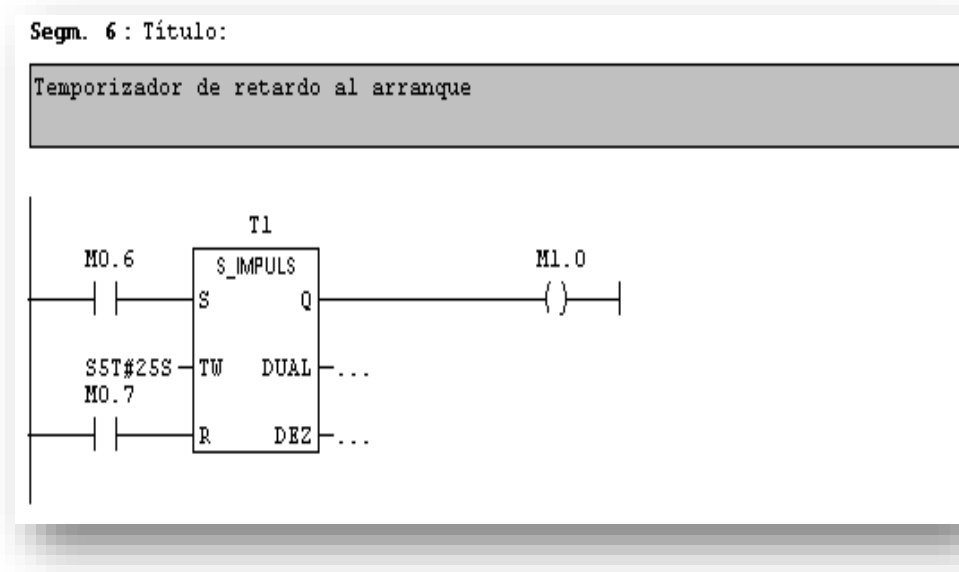 Segm. 6 : Título:
Temporizador de retardo al arranque
T1
M0.6
S_IMPULS
M1.0
S
Q
S5T#25S
TW
DUAL
...
M0.7
R
DEZ
...